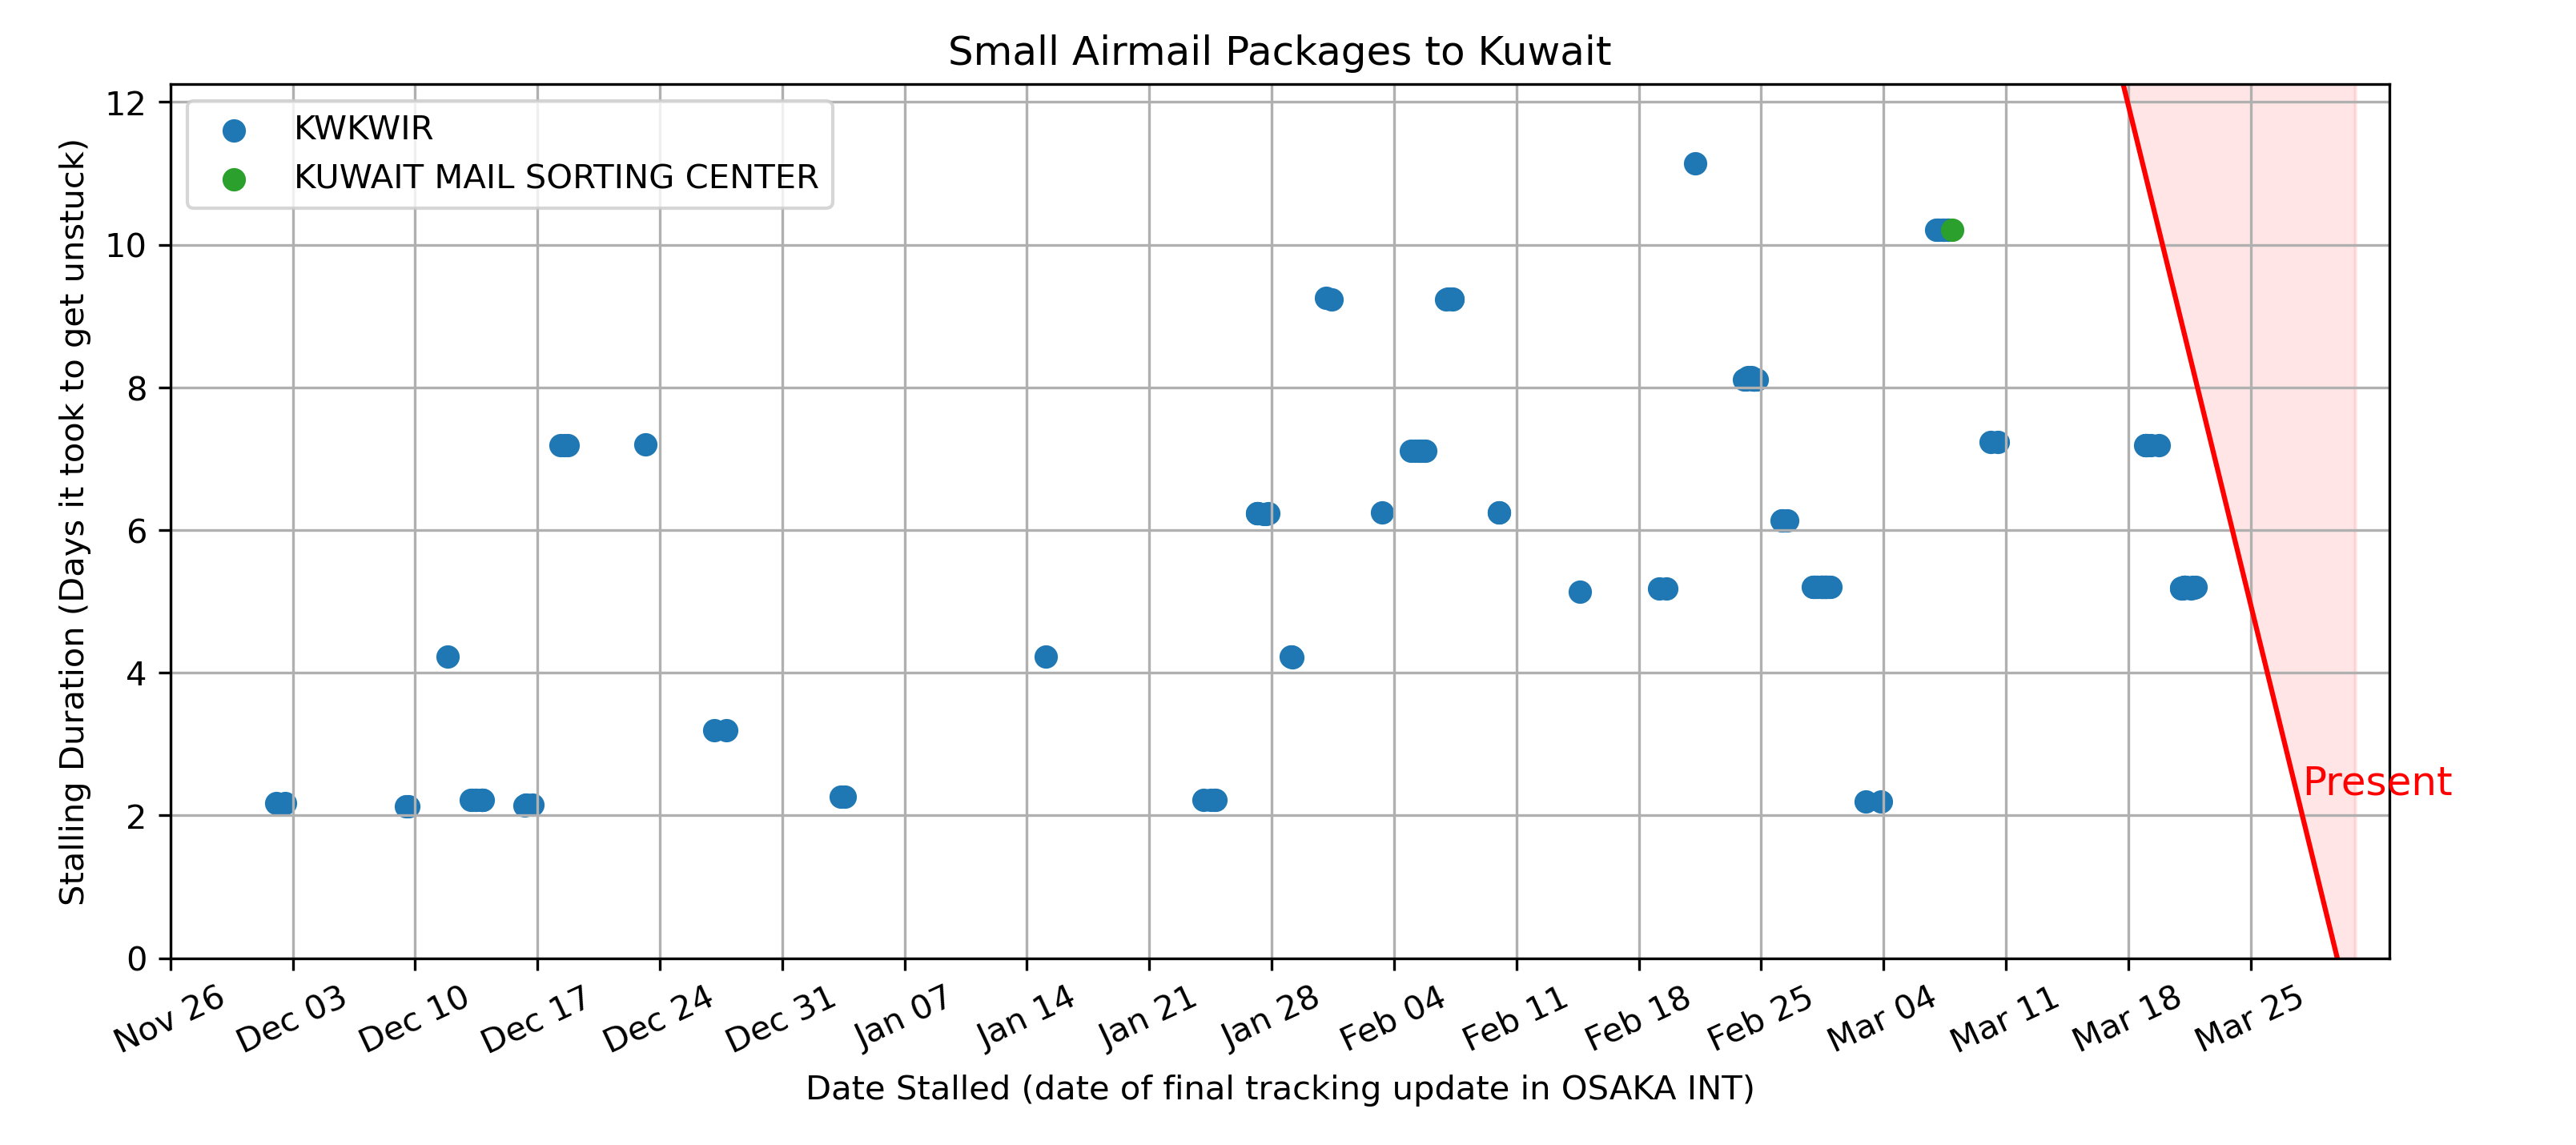 Small Airmail Packages to Kuwait
KWKWIR
KUWAIT MAIL SORTING CENTER
Stalling Duration (Days it took to get unstuck)
12
10
8
6
4
2
0
Present
Nov 26 Dec 03 Dec 10 Dec 17 Dec 24 Dec 31 Jan 07 Jan 14 Jan 21 Jan 28 Feb 04 Feb 11 Feb 18 Feb 25 Mar 04 Mar 11 Mar 18 Mar 25
Date Stalled (date of final tracking update in OSAKA INT)